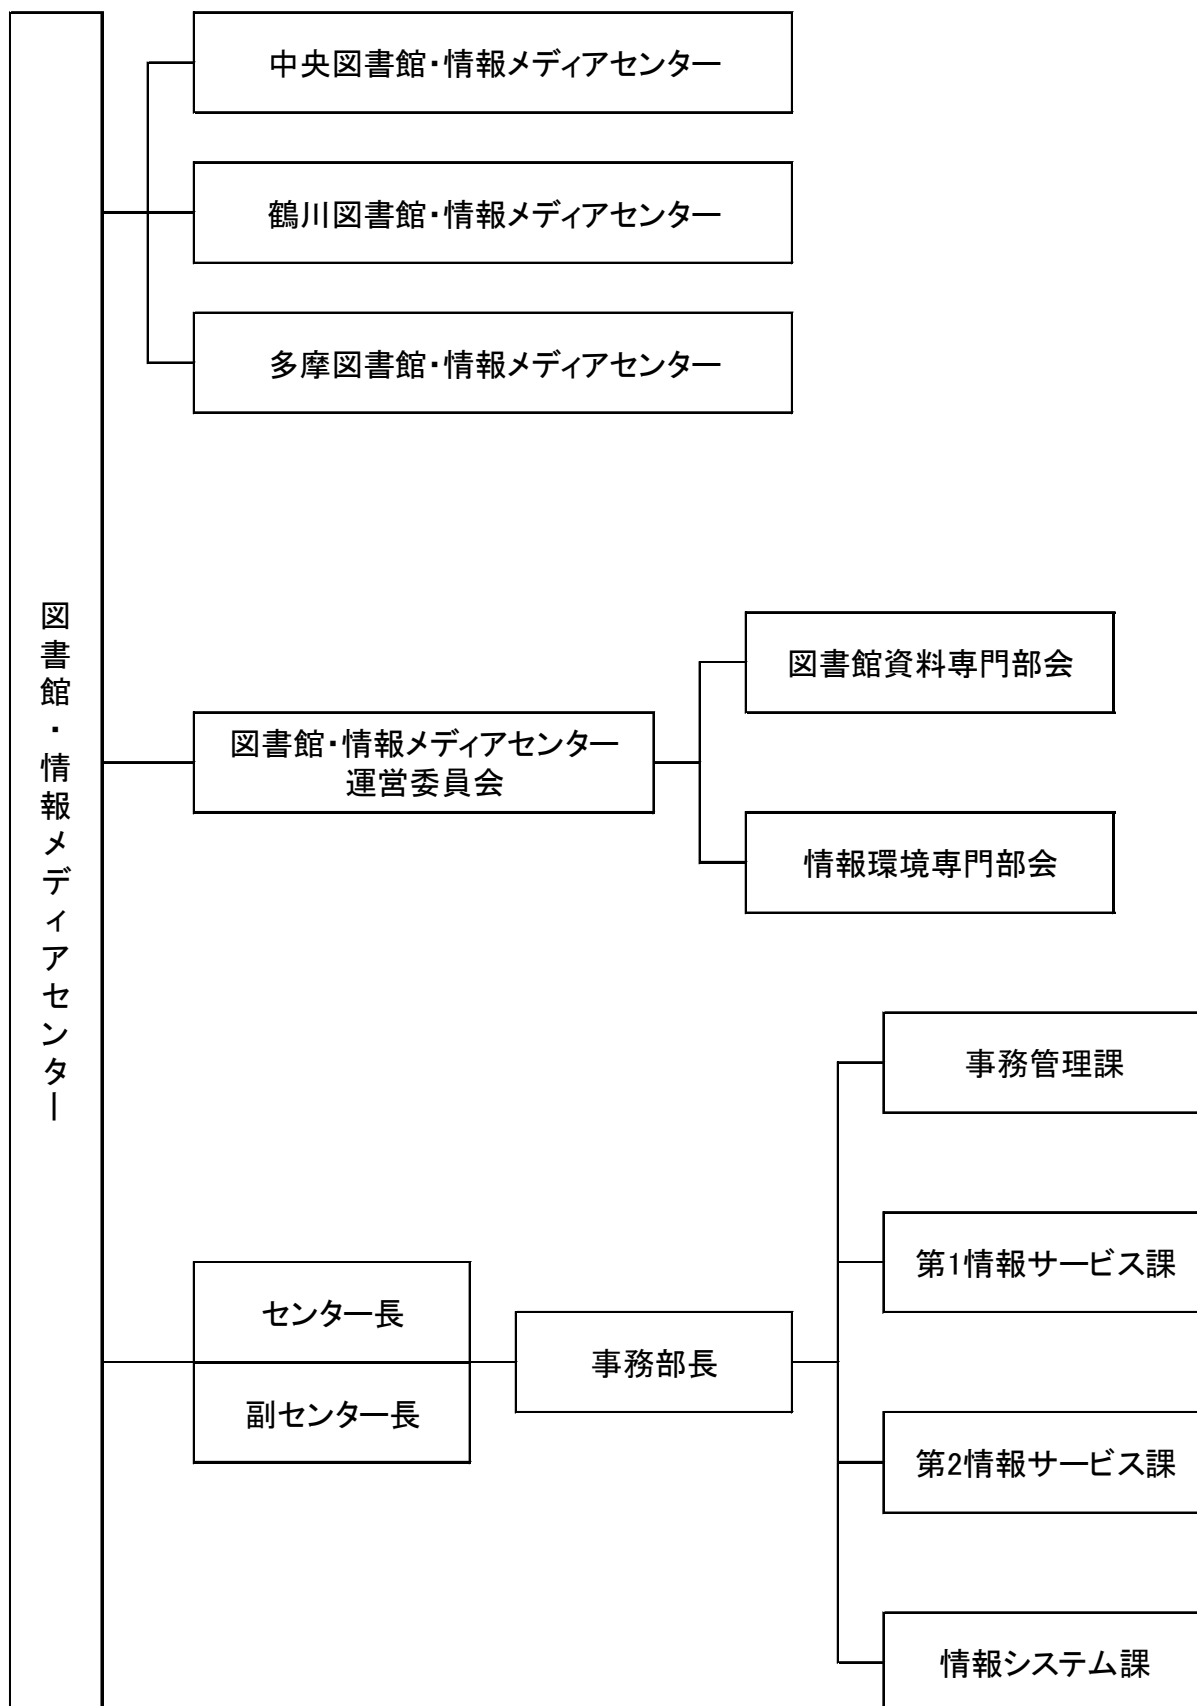 図書館・情報メディアセンター
中央図書館・情報メディアセンター
鶴川図書館・情報メディアセンター
多摩図書館・情報メディアセンター
図書館・情報メディアセンター
運営委員会
図書館資料専門部会
情報環境専門部会
センター長
副センター長
事務部長
事務管理課
第1情報サービス課
第2情報サービス課
情報システム課